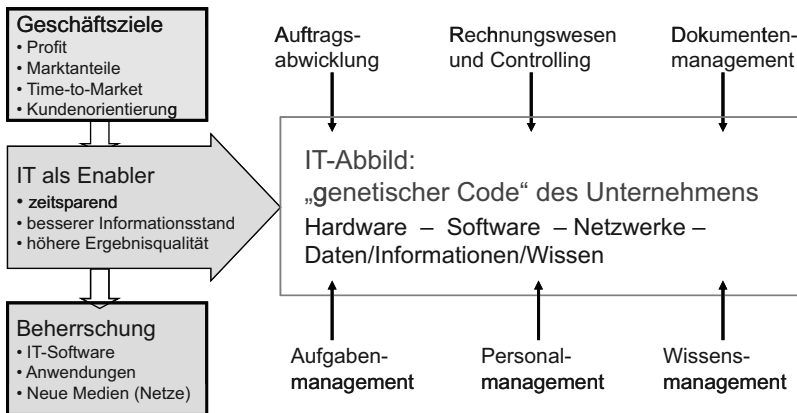 Geschäftsziele
• Profit
• Marktanteile
• Time-to-Market
• Kundenorientierung
IT als Enabler
• zeitsparend
• besserer Informationsstand
• höhere Ergebnisqualität
Beherrschung
• IT-Software
• Anwendungen
• Neue Medien (Netze)
Auftrags-
abwicklung
Rechnungswesen
und Controlling
Dokumenten-
management
IT-Abbild:
„genetischer Code“ des Unternehmens
Hardware – Software – Netzwerke –
Daten/Informationen/Wissen
Aufgaben-
management
Personal-
management
Wissens-
management